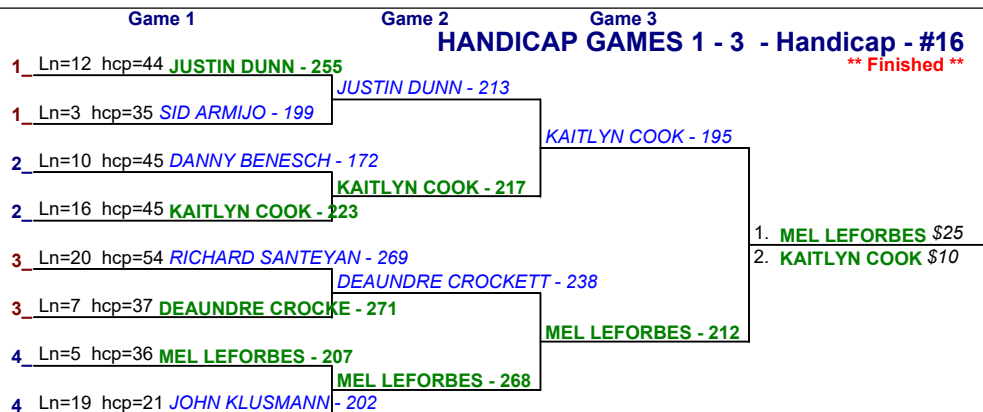 Game 1 Game 2 Game 3
HANDICAP GAMES 1 - 3 - Handicap - #16
** Finished **
1_ Ln=12 hcp=44 JUSTIN DUNN - 255
JUSTIN DUNN - 213
1_ Ln=3 hcp=35 SID ARMIJO - 199
KAITLYN COOK - 195
2_ Ln=10 hcp=45 DANNY BENESCH - 172
KAITLYN COOK - 217
2_ Ln=16 hcp=45 KAITLYN COOK - 223
1. MEL LEFORBES $25
2. KAITLYN COOK $10
3_ Ln=20 hcp=54 RICHARD SANTEYAN - 269
DEAUNDRE CROCKETT - 238
3_ Ln=7 hcp=37 DEAUNDRE CROCKE - 271
MEL LEFORBES - 212
4_ Ln=5 hcp=36 MEL LEFORBES - 207
MEL LEFORBES - 268
4 Ln=19 hcp=21 JOHN KLUSMANN - 202